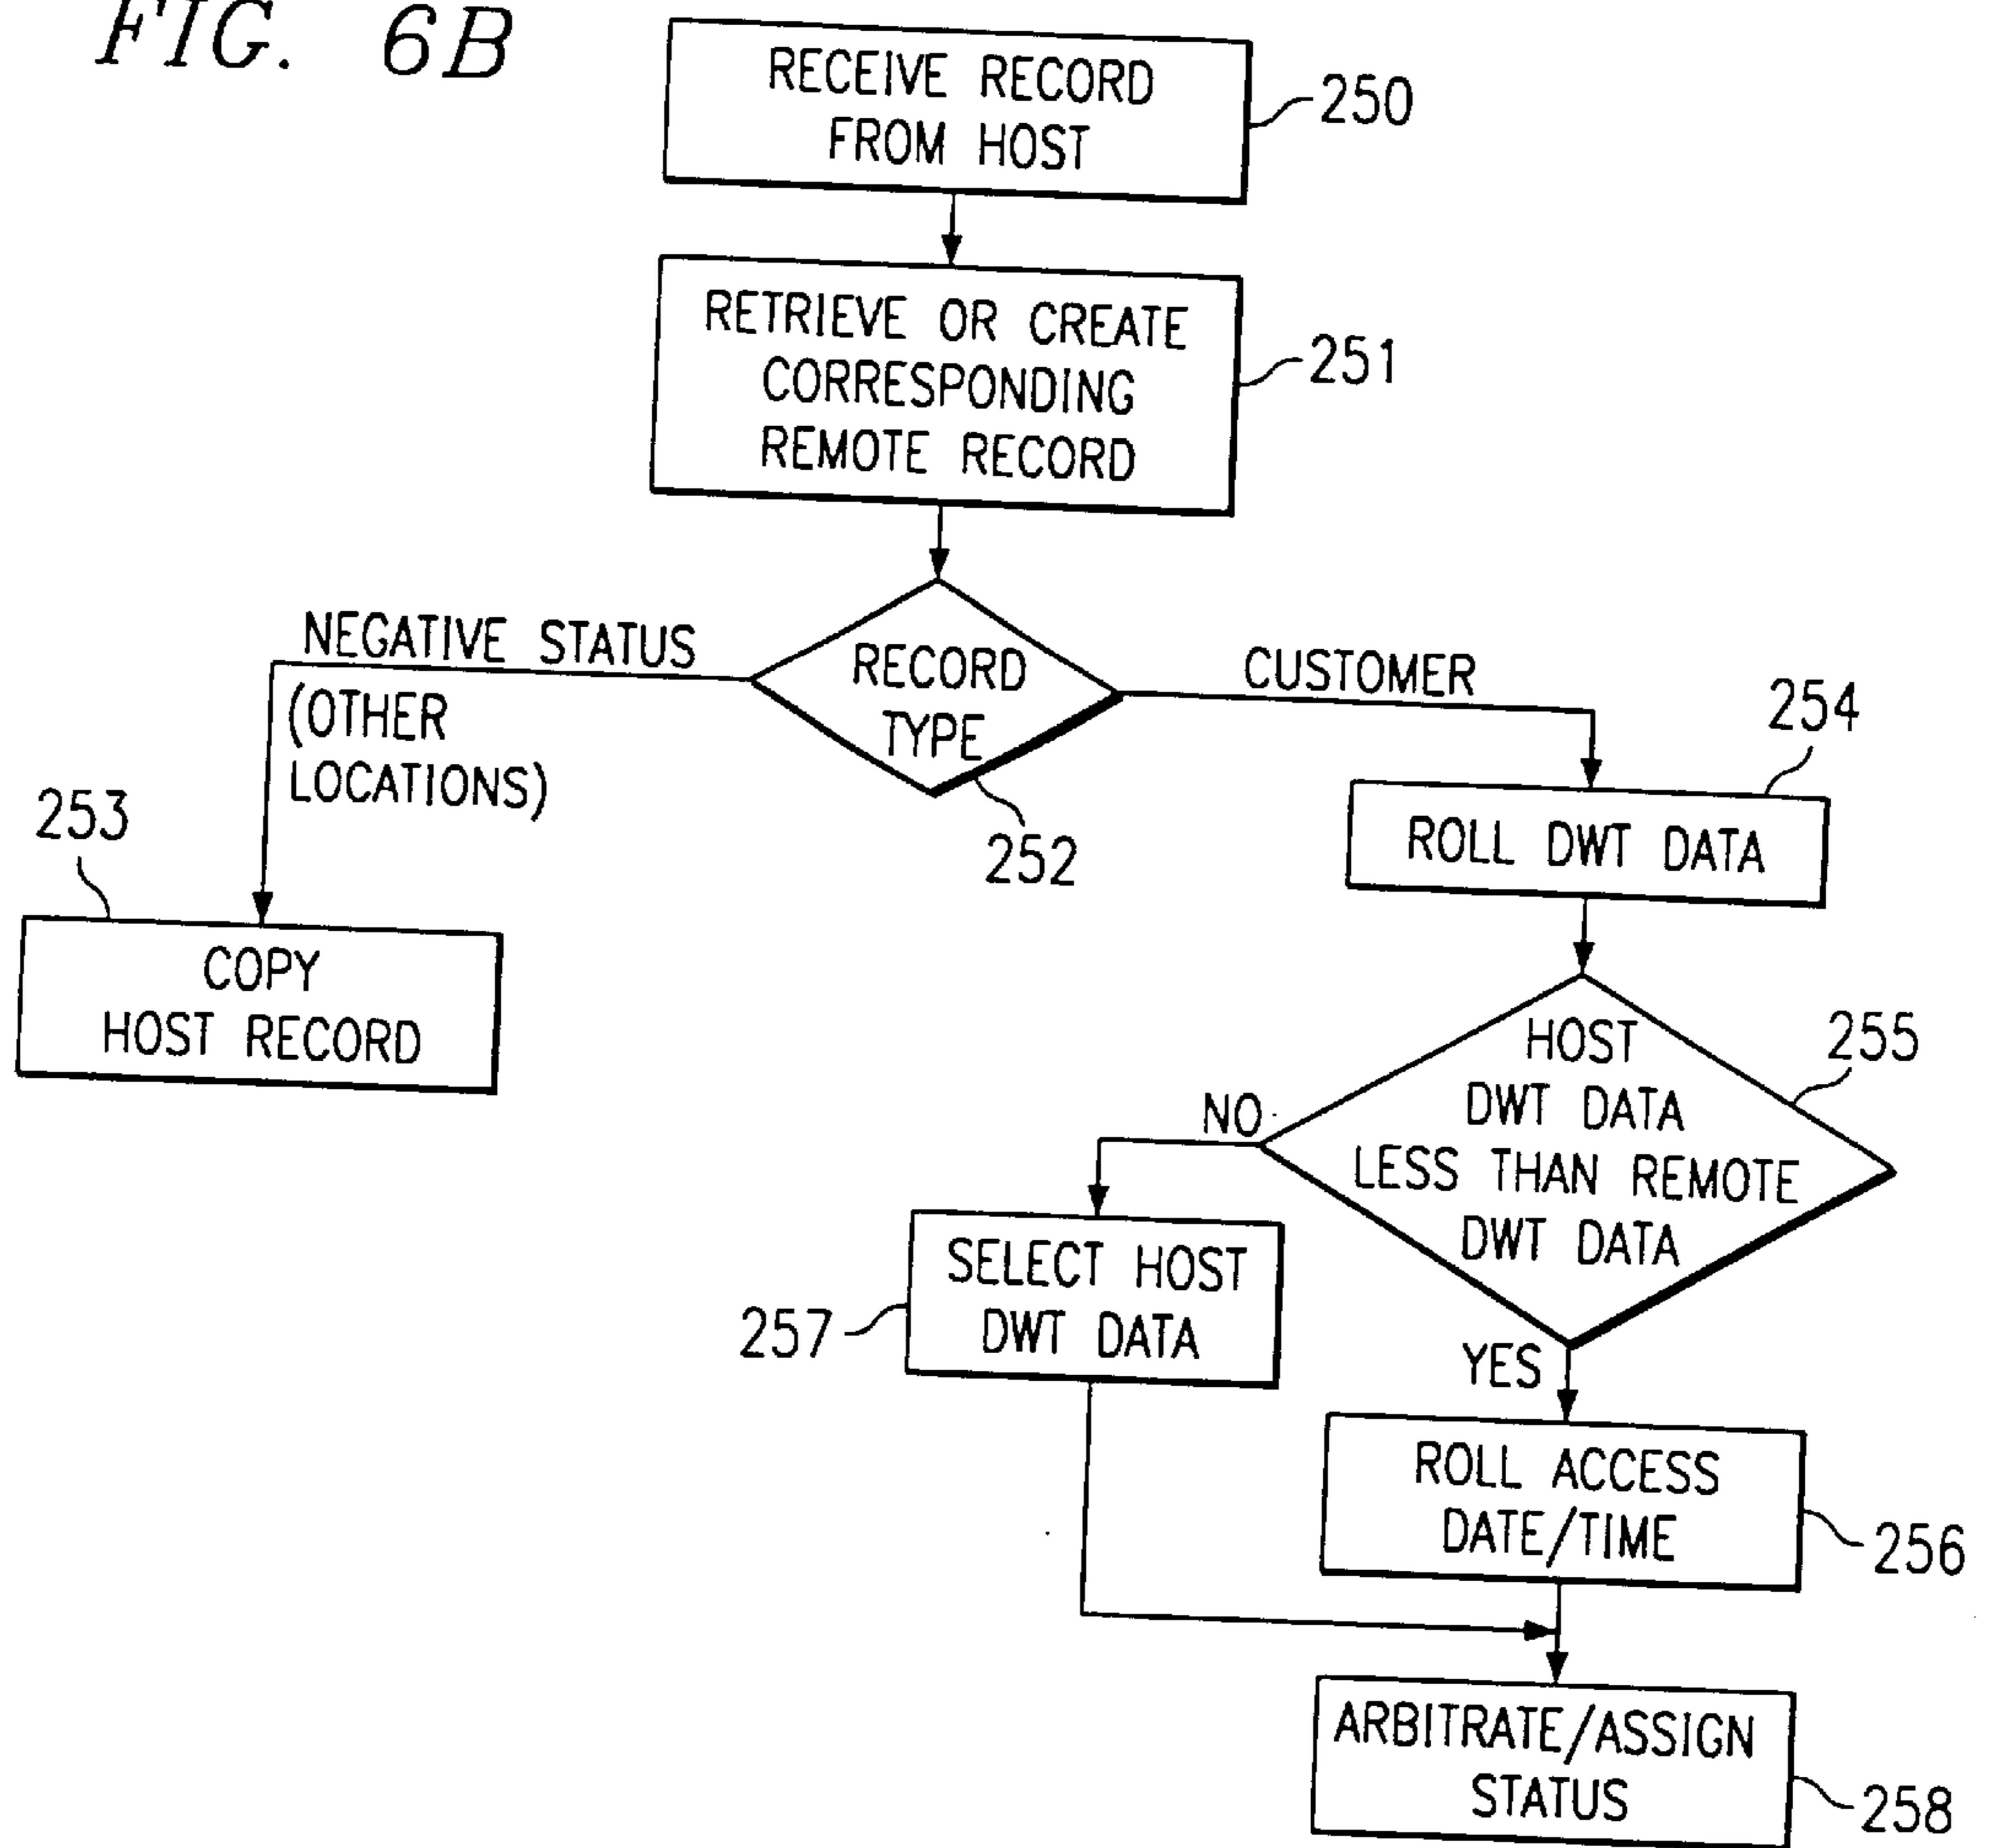 FIG. 6B
RECEIVE RECORD
FROM HOST
250
RETRIEVE OR CREATE
CORRESPONDING
REMOTE RECORD
251
NEGATIVE STATUS
(OTHER
LOCATIONS)
RECORD
TYPE
252
CUSTOMER
253
COPY
HOST RECORD
254
ROLL DWT DATA
HOST
DWT DATA
LESS THAN REMOTE
DWT DATA
255
NO
YES
SELECT HOST
DWT DATA
257
ROLL ACCESS
DATE/TIME
256
ARBITRATE/ASSIGN
STATUS
258